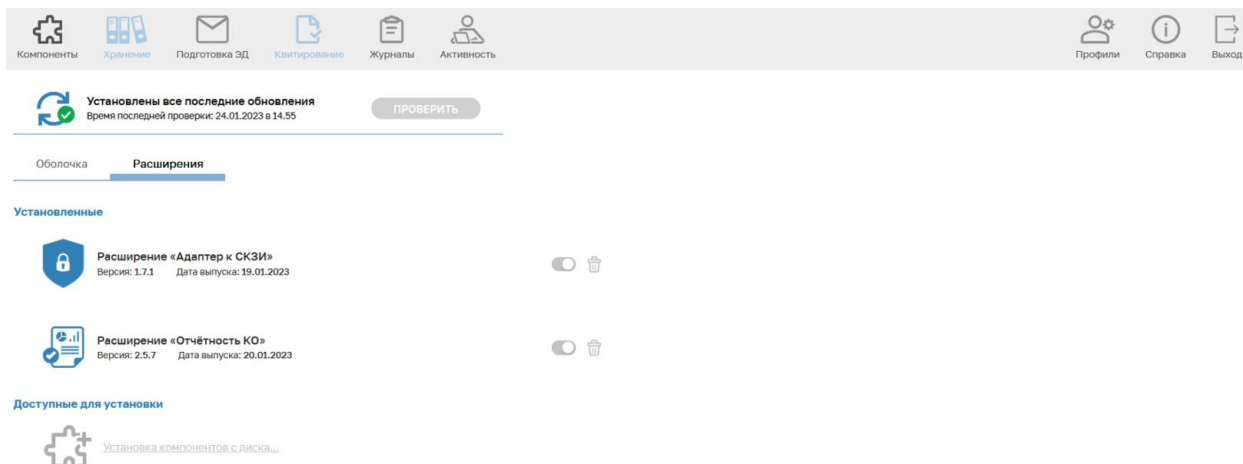 Компоненты
Хранение
Подготовка ЭД
Квитирование
Журналы
Активность
Профили
Справка
Выход
Установлены все последние обновления
Время последней проверки: 24.01.2023 в 14.55
ПРОВЕРИТЬ
Оболочка
Расширения
Установленные
Расширение «Адаптер к СКЗИ»
Версия: 1.7.1 Дата выпуска: 19.01.2023
Расширение «Отчётность КО»
Версия: 2.5.7 Дата выпуска: 20.01.2023
Доступные для установки
Установка компонентов с диска...